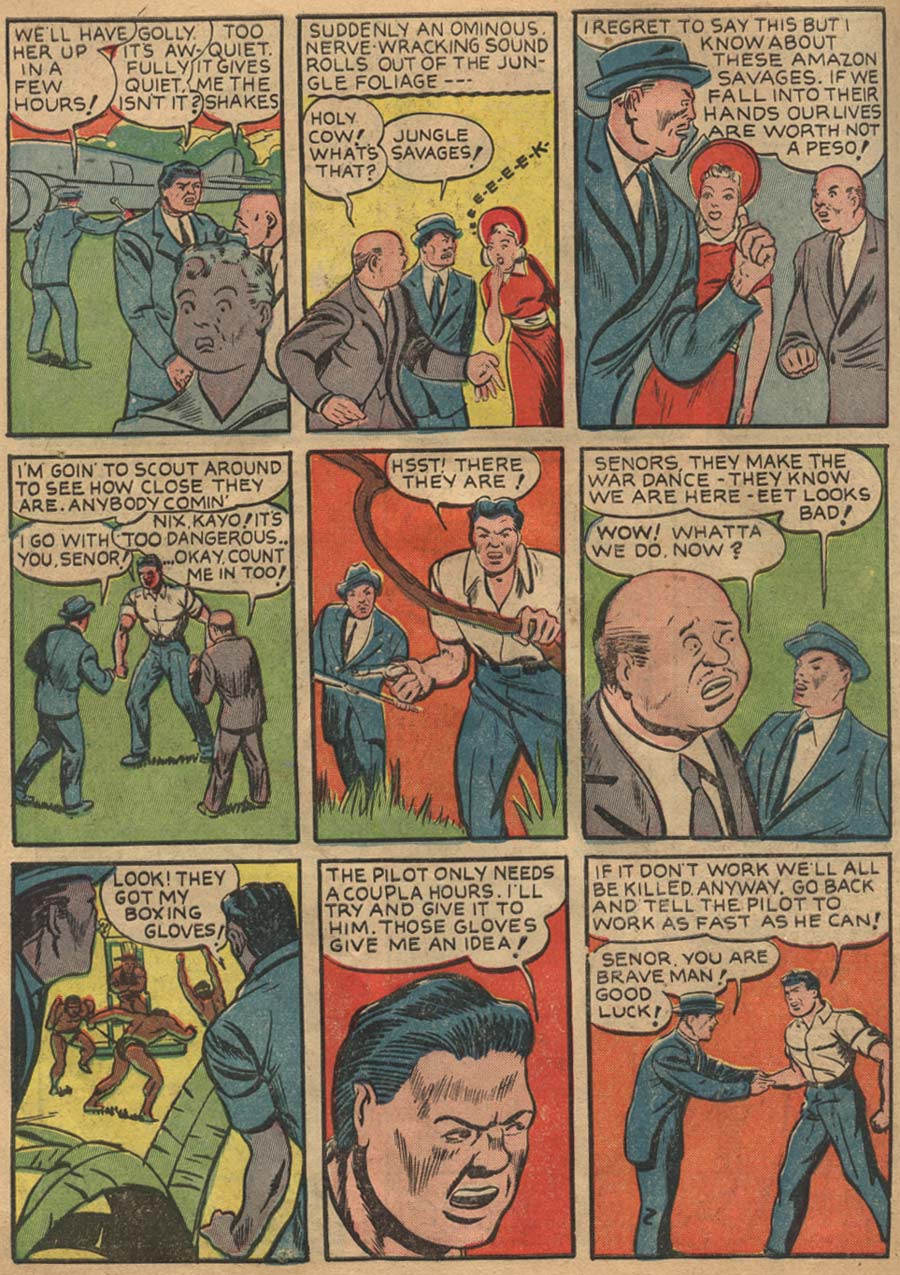 WE'LL HAVE
HER UP
IN A
FEW
HOURS!
GOLLY.
IT'S AW-
FULLY
QUIET,
ISN'T IT?
TOO
QUIET.
IT GIVES
ME THE
SHAKES
SUDDENLY AN OMINOUS,
NERVE-WRACKING SOUND
ROLLS OUT OF THE JUN-
GLE FOLIAGE ---
HOLY
COW!
WHAT'S
THAT?
JUNGLE
SAVAGES!
E-E-E-E-K-
I REGRET TO SAY THIS BUT I
KNOW ABOUT
THESE AMAZON
SAVAGES. IF WE
FALL INTO THEIR
HANDS OUR LIVES
ARE WORTH NOT
A PESO!
I'M GOIN' TO SCOUT AROUND
TO SEE HOW CLOSE THEY
ARE. ANYBODY COMIN'
I GO WITH
YOU, SENOR!
NIX, KAYO! IT'S
TOO DANGEROUS..
...OKAY, COUNT
ME IN TOO!
HSST! THERE
THEY ARE!
SENORS, THEY MAKE THE
WAR DANCE - THEY KNOW
WE ARE HERE - EET LOOKS
BAD!
WOW! WHATTA
WE DO, NOW?
LOOK! THEY
GOT MY
BOXING
GLOVES!
THE PILOT ONLY NEEDS
A COUPLA HOURS. I'LL
TRY AND GIVE IT TO
HIM. THOSE GLOVES
GIVE ME AN IDEA!
IF IT DON'T WORK WE'LL ALL
BE KILLED, ANYWAY. GO BACK
AND TELL THE PILOT TO
WORK AS FAST AS HE CAN!
SENOR, YOU ARE
BRAVE MAN!
GOOD
LUCK!